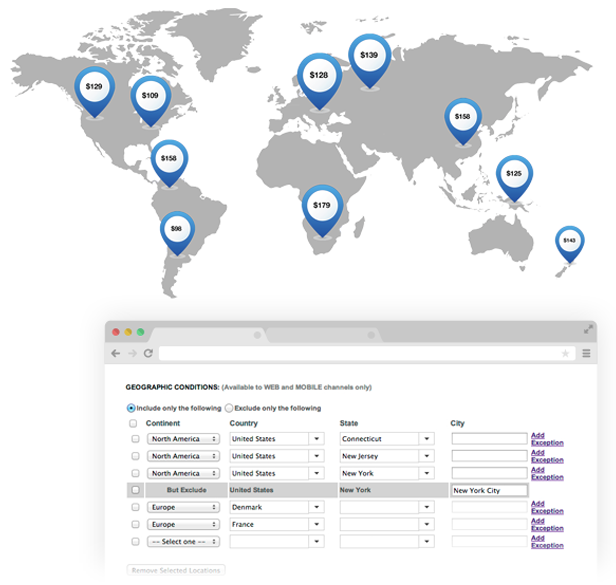 $139
$128
$129
$109
$158
$158
$125
$179
$98
$143
GEOGRAPHIC CONDITIONS: (Available to WEB and MOBILE channels only)
Include only the following Exclude only the following
Continent Country State City
North America United States Connecticut Add Exception
North America United States New Jersey Add Exception
North America United States New York Add Exception
But Exclude United States New York New York City
Europe Denmark Add Exception
Europe France Add Exception
-- Select one -- Add Exception
Remove Selected Locations